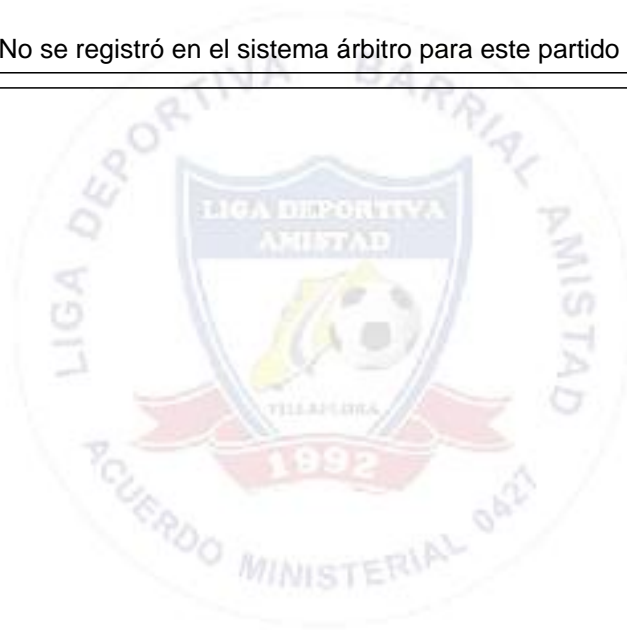 No se registró en el sistema árbitro para este partido
LIGA DEPORTIVA BARRIAL AMISTAD
LIGA DEPORTIVA
AMISTAD
VILLAFLORA
1992
ACUERDO MINISTERIAL 0427